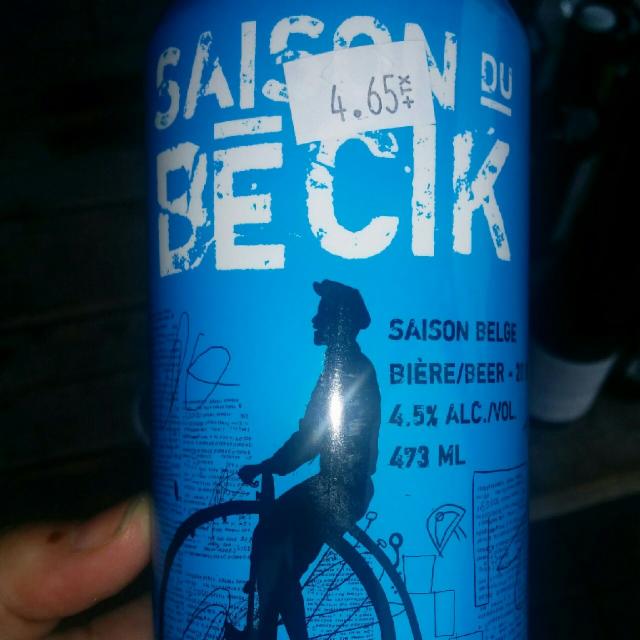 SAISON DU
4.65
BÉCIK
SAISON BELGE
BIÈRE/BEER -
4.5% ALC./VOL.
473 ML